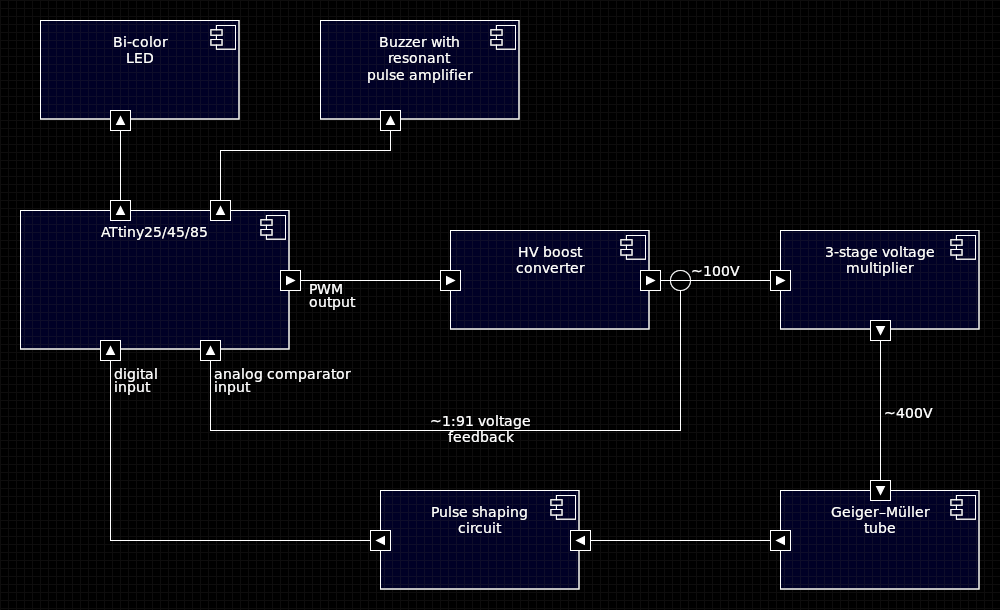 Bi-color
LED
Buzzer with
resonant
pulse amplifier
ATtiny25/45/85
HV boost
converter
3-stage voltage
multiplier
~100V
PWM
output
digital
input
analog comparator
input
~1:91 voltage
feedback
~400V
Pulse shaping
circuit
Geiger–Müller
tube